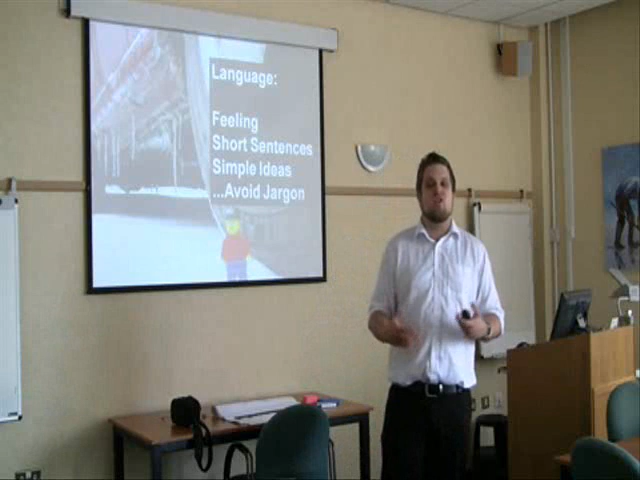 Language:
Feeling
Short Sentences
Simple Ideas
...Avoid Jargon